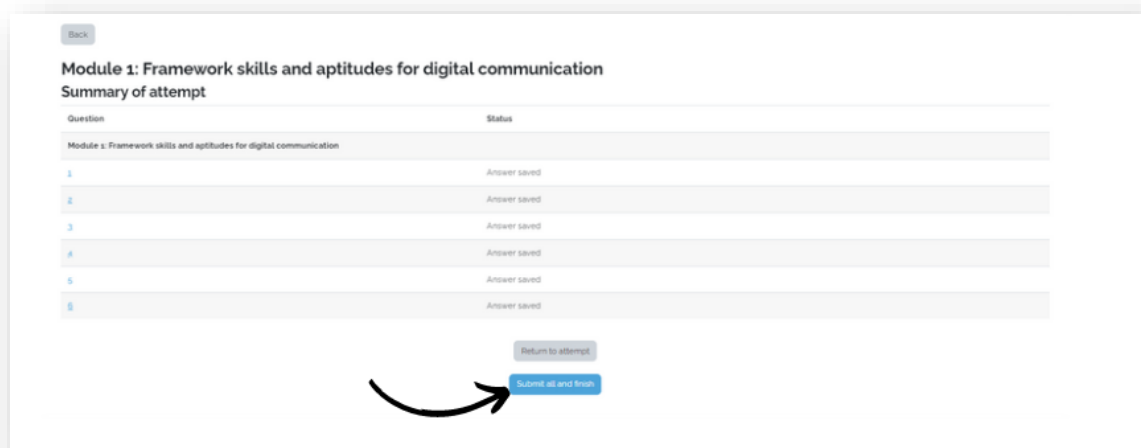 Back
Module 1: Framework skills and aptitudes for digital communication
Summary of attempt
Question Status
Module 1: Framework skills and aptitudes for digital communication
1 Answer saved
2 Answer saved
3 Answer saved
4 Answer saved
5 Answer saved
6 Answer saved
Return to attempt
Submit all and finish